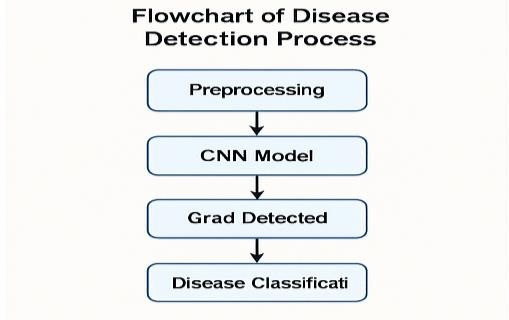 Flowchart of Disease
Detection Process
Preprocessing
CNN Model
Grad Detected
Disease Classificati